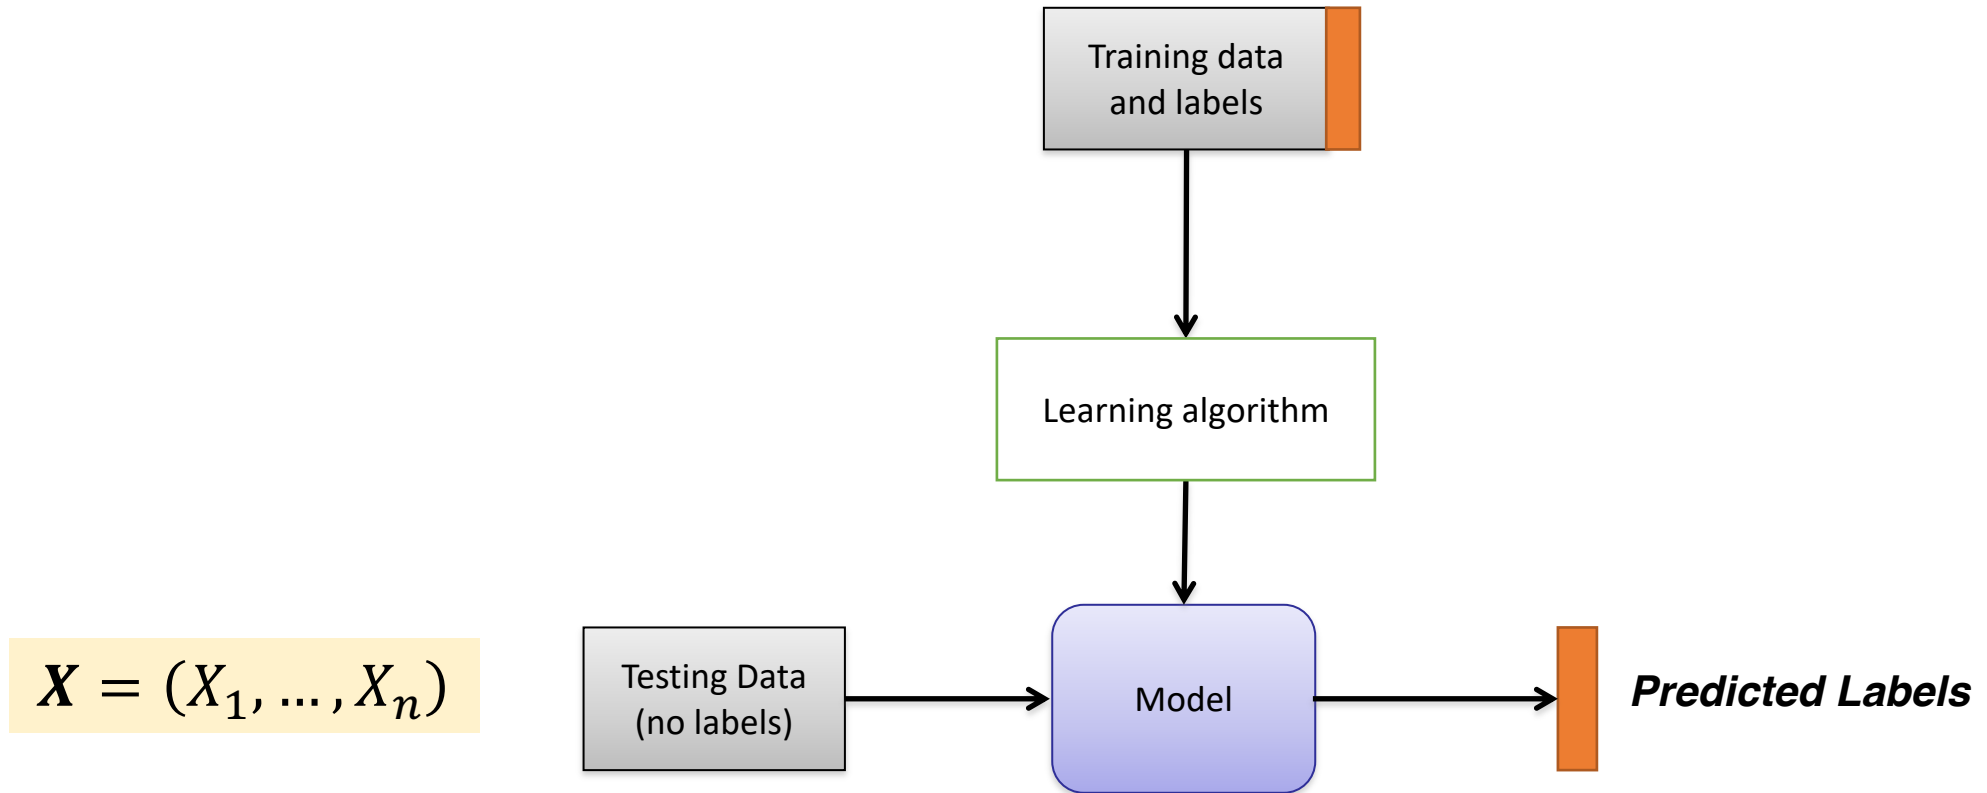 Training data
and labels
Learning algorithm
X = (X₁, ... , Xₙ)
Testing Data
(no labels)
Model
Predicted Labels